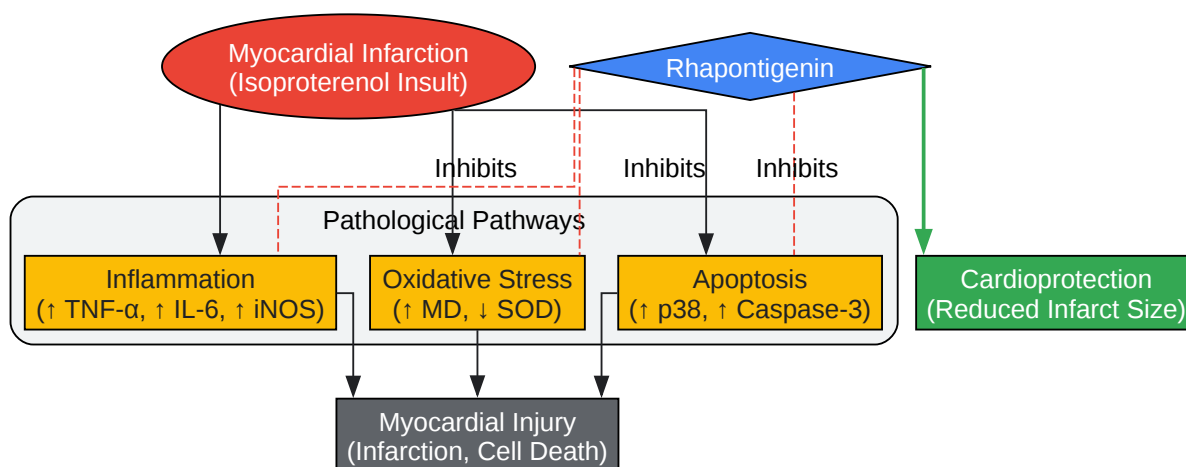 Myocardial Infarction
(Isoproterenol Insult)
Rhapontigenin
Inhibits
Inhibits
Inhibits
Pathological Pathways
Inflammation
(↑ TNF-α, ↑ IL-6, ↑ iNOS)
Oxidative Stress
(↑ MD, ↓ SOD)
Apoptosis
(↑ p38, ↑ Caspase-3)
Cardioprotection
(Reduced Infarct Size)
Myocardial Injury
(Infarction, Cell Death)